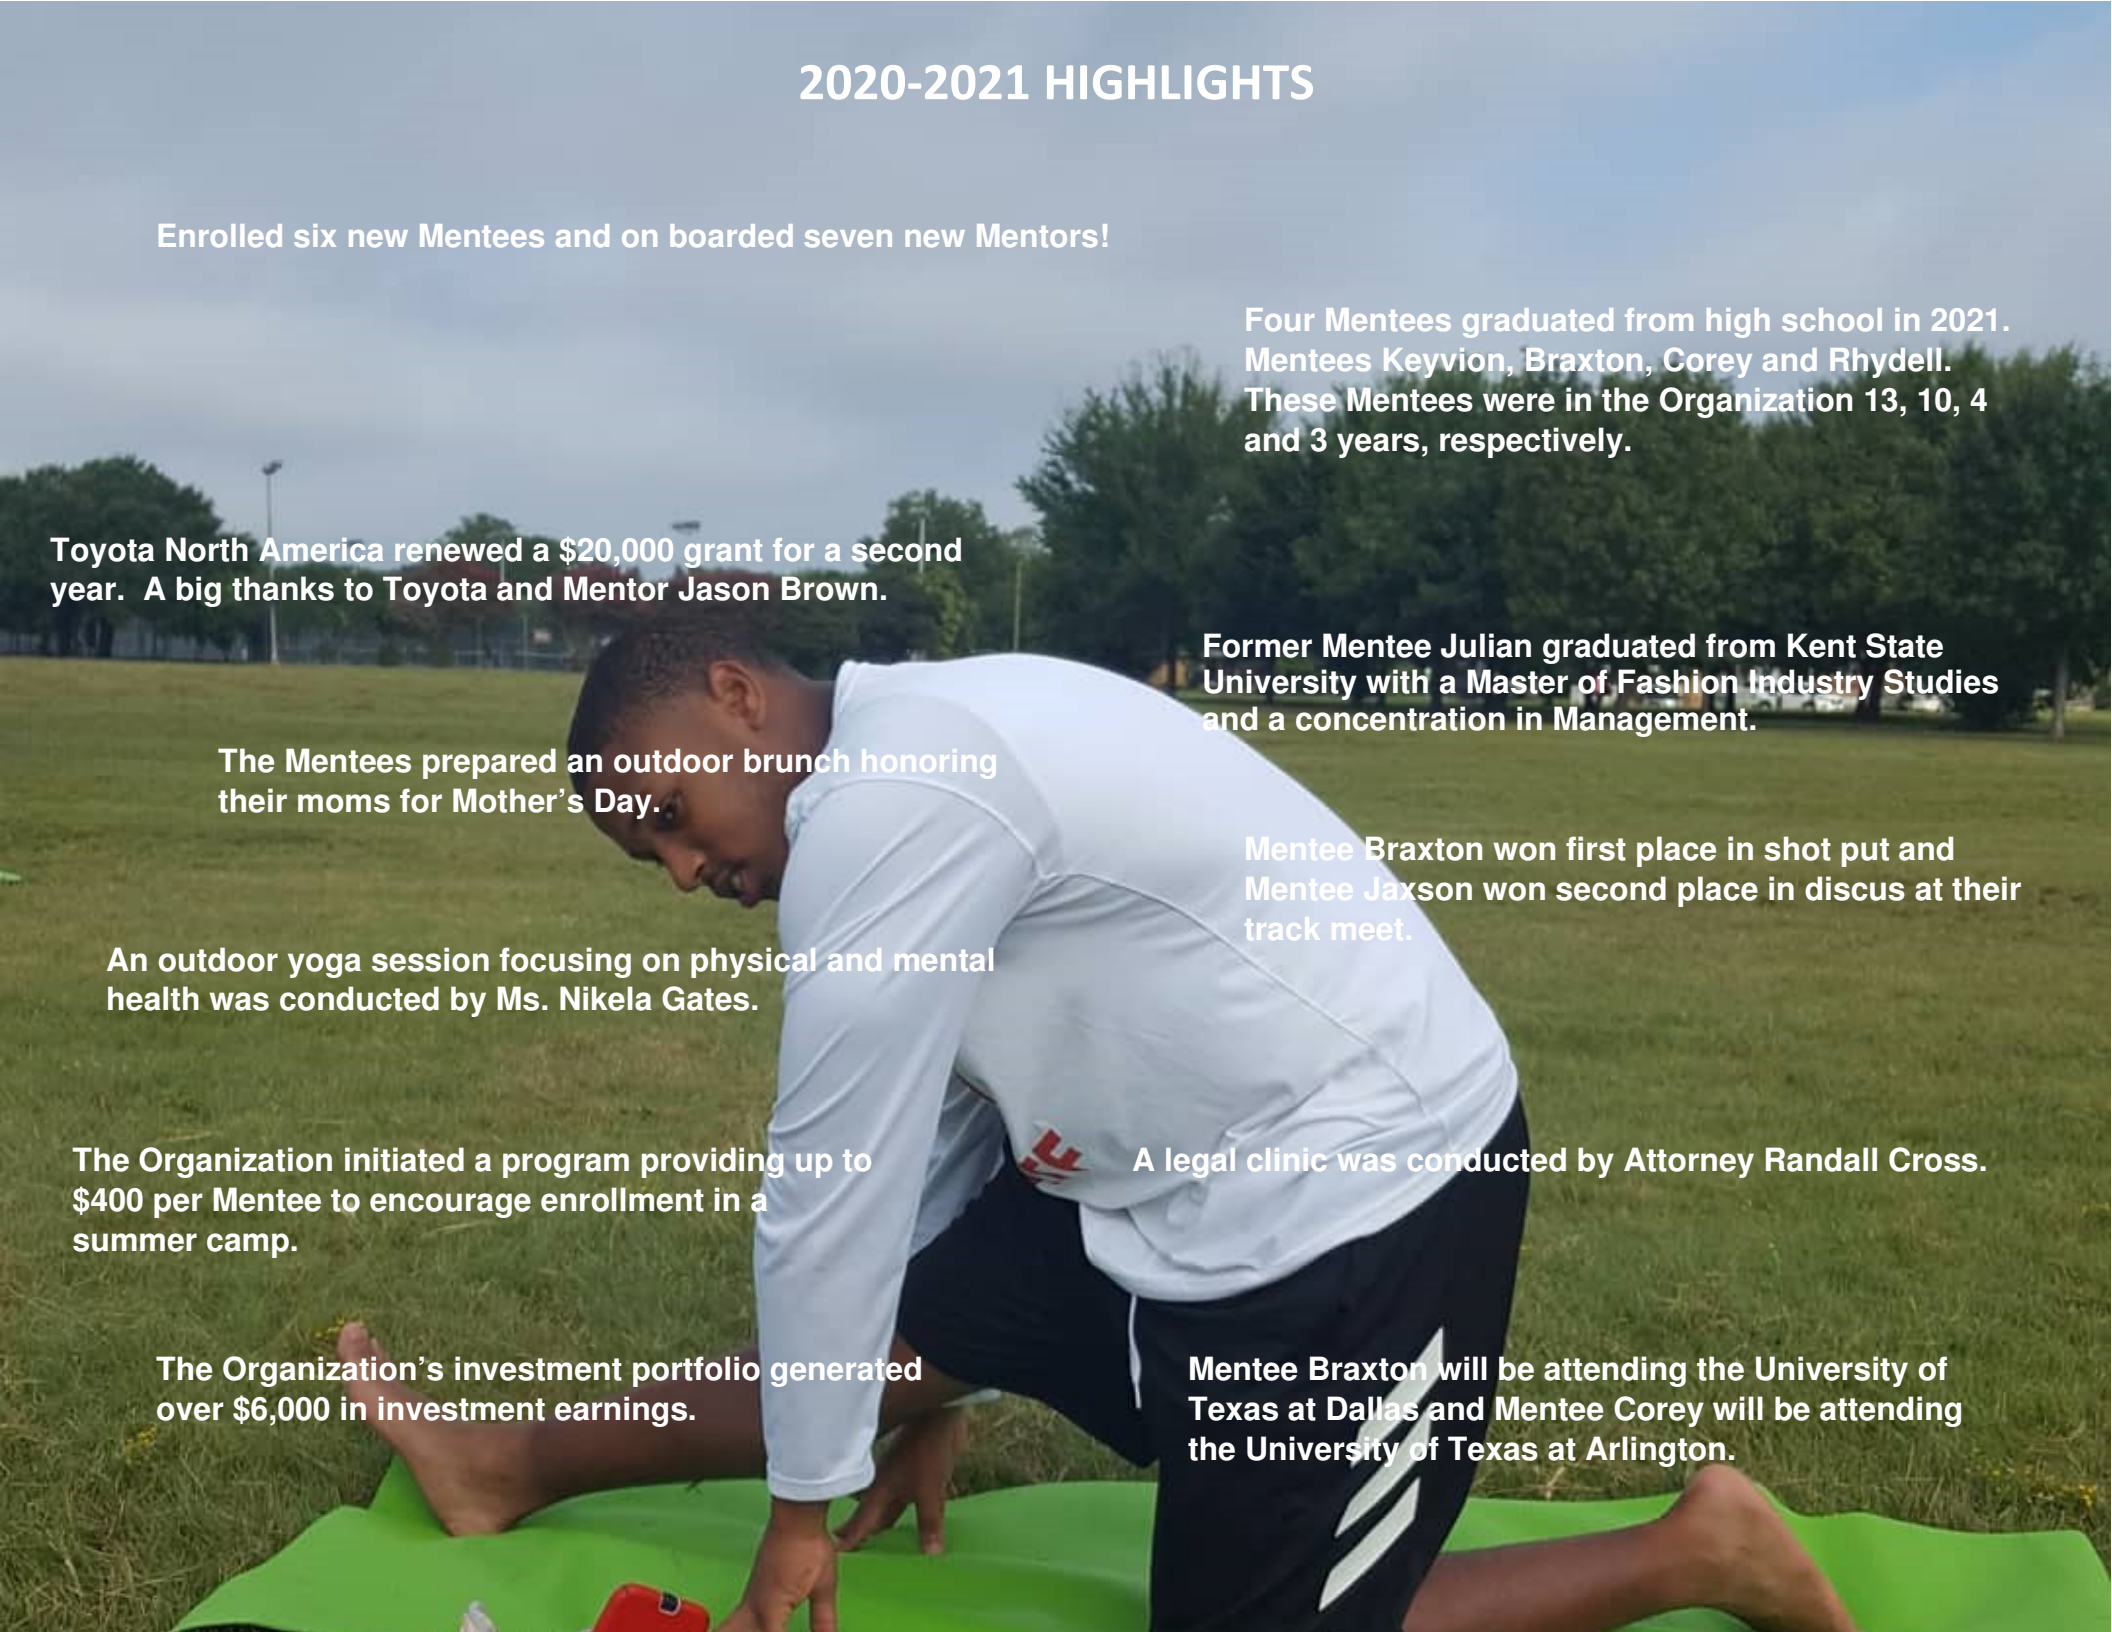 2020-2021 HIGHLIGHTS
Enrolled six new Mentees and on boarded seven new Mentors!
Four Mentees graduated from high school in 2021.
Mentees Keyvion, Braxton, Corey and Rhydell.
These Mentees were in the Organization 13, 10, 4
and 3 years, respectively.
Toyota North America renewed a $20,000 grant for a second
year.  A big thanks to Toyota and Mentor Jason Brown.
Former Mentee Julian graduated from Kent State
University with a Master of Fashion Industry Studies
and a concentration in Management.
The Mentees prepared an outdoor brunch honoring
their moms for Mother’s Day.
Mentee Braxton won first place in shot put and
Mentee Jaxson won second place in discus at their
track meet.
An outdoor yoga session focusing on physical and mental
health was conducted by Ms. Nikela Gates.
The Organization initiated a program providing up to
$400 per Mentee to encourage enrollment in a
summer camp.
A legal clinic was conducted by Attorney Randall Cross.
The Organization’s investment portfolio generated
over $6,000 in investment earnings.
Mentee Braxton will be attending the University of
Texas at Dallas and Mentee Corey will be attending
the University of Texas at Arlington.